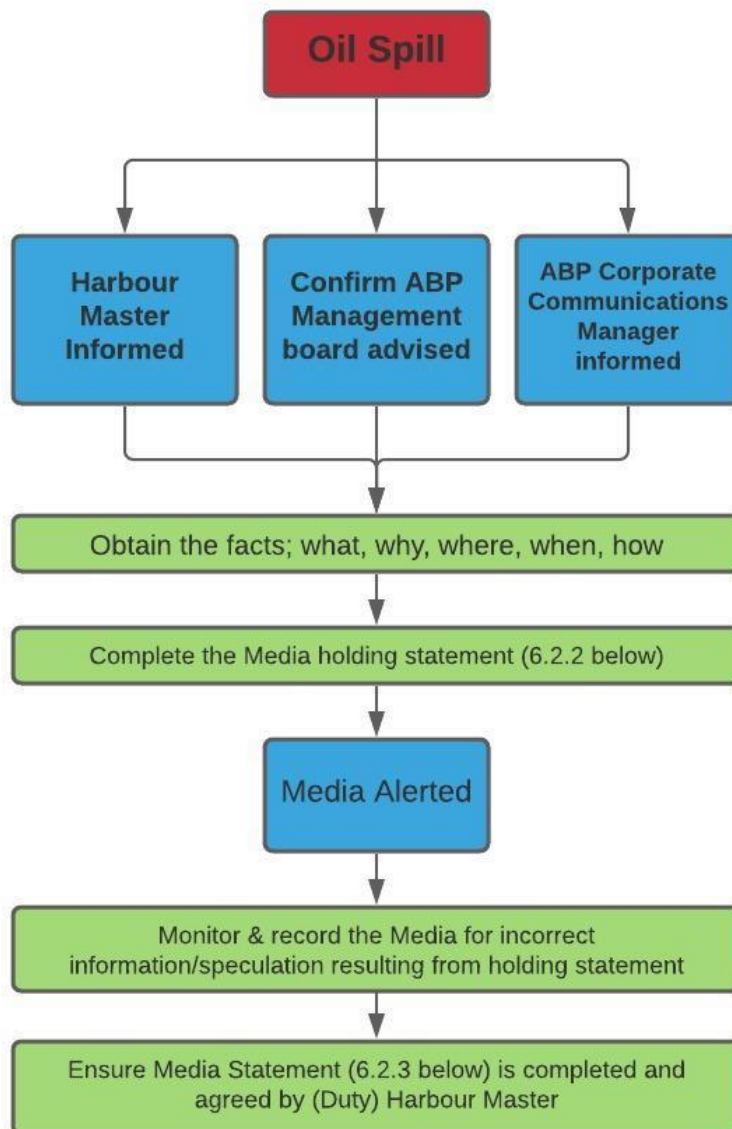 Oil Spill
Harbour
Master
Informed
Confirm ABP
Management
board advised
ABP Corporate
Communications
Manager
informed
Obtain the facts; what, why, where, when, how
Complete the Media holding statement (6.2.2 below)
Media Alerted
Monitor & record the Media for incorrect
information/speculation resulting from holding statement
Ensure Media Statement (6.2.3 below) is completed and
agreed by (Duty) Harbour Master